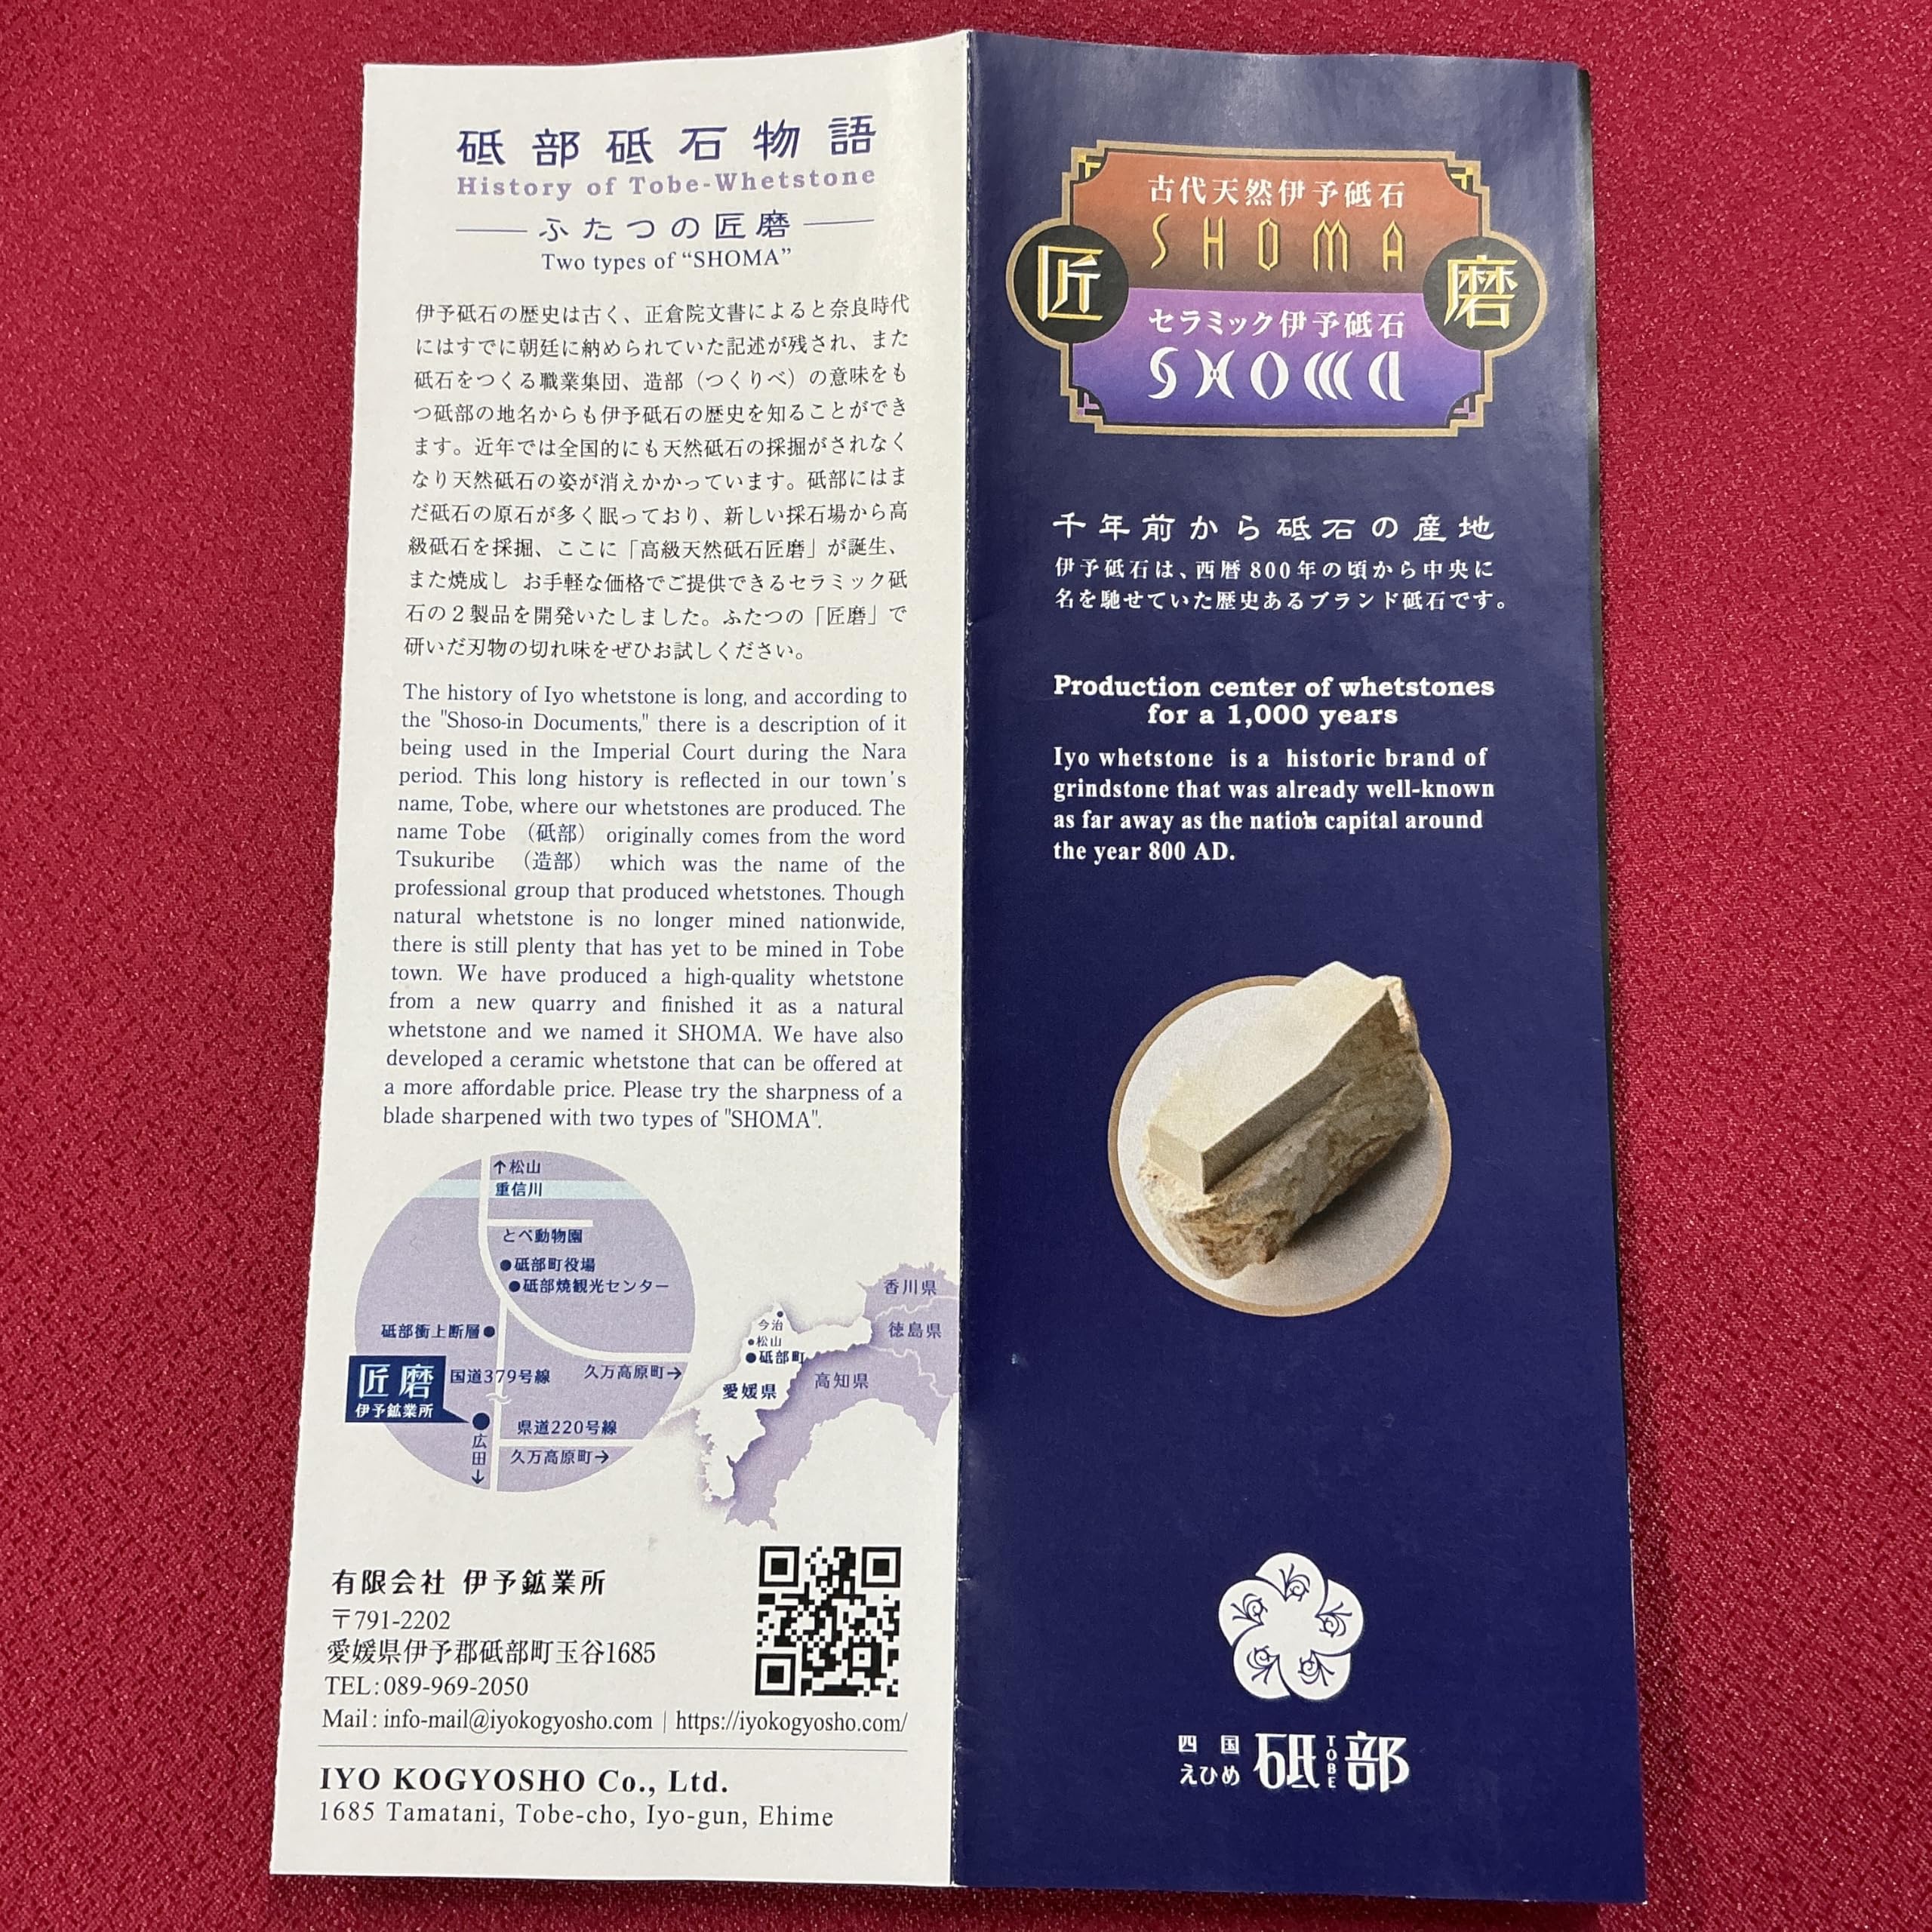 砥部砥石物語
History of Tobe-Whetstone
ふたつの匠磨
Two types of “SHOMA”
伊予砥石の歴史は古く、正倉院文書によると奈良時代
にはすでに朝廷に納められていた記述が残され、また
砥石をつくる職業集団、造部（つくりべ）の意味をも
つ砥部の地名からも伊予砥石の歴史を知ることができ
ます。近年では全国的にも天然砥石の採掘がされなく
なり天然砥石の姿が消えかかっています。砥部にはま
だ砥石の原石が多く眠っており、新しい採石場から高
級砥石を採掘、ここに「高級天然砥石匠磨」が誕生、
また焼成し お手軽な価格でご提供できるセラミック砥
石の２製品を開発いたしました。ふたつの「匠磨」で
研いだ刃物の切れ味をぜひお試しください。
The history of Iyo whetstone is long, and according to
the "Shoso-in Documents," there is a description of it
being used in the Imperial Court during the Nara
period. This long history is reflected in our town's
name, Tobe, where our whetstones are produced. The
name Tobe （砥部） originally comes from the word
Tsukuribe （造部） which was the name of the
professional group that produced whetstones. Though
natural whetstone is no longer mined nationwide,
there is still plenty that has yet to be mined in Tobe
town. We have produced a high-quality whetstone
from a new quarry and finished it as a natural
whetstone and we named it SHOMA. We have also
developed a ceramic whetstone that can be offered at
a more affordable price. Please try the sharpness of a
blade sharpened with two types of "SHOMA".
↑松山
重信川
とべ動物園
●砥部町役場
●砥部焼観光センター
砥部衝上断層●
匠磨
伊予鉱業所
国道379号線
久万高原町→
県道220号線
久万高原町→
広田↓
香川県
徳島県
高知県
愛媛県
今治
●松山
●砥部町
有限会社 伊予鉱業所
〒791-2202
愛媛県伊予郡砥部町玉谷1685
TEL:089-969-2050
Mail: info-mail@iyokogyosho.com | https://iyokogyosho.com/
IYO KOGYOSHO Co., Ltd.
1685 Tamatani, Tobe-cho, Iyo-gun, Ehime
古代天然伊予砥石
SHOMA
匠 磨
セラミック伊予砥石
SHOMA
千年前から砥石の産地
伊予砥石は、西暦800年の頃から中央に
名を馳せていた歴史あるブランド砥石です。
Production center of whetstones
for a 1,000 years
Iyo whetstone is a historic brand of
grindstone that was already well-known
as far away as the nation's capital around
the year 800 AD.
四国
えひめ
砥部
TOBE